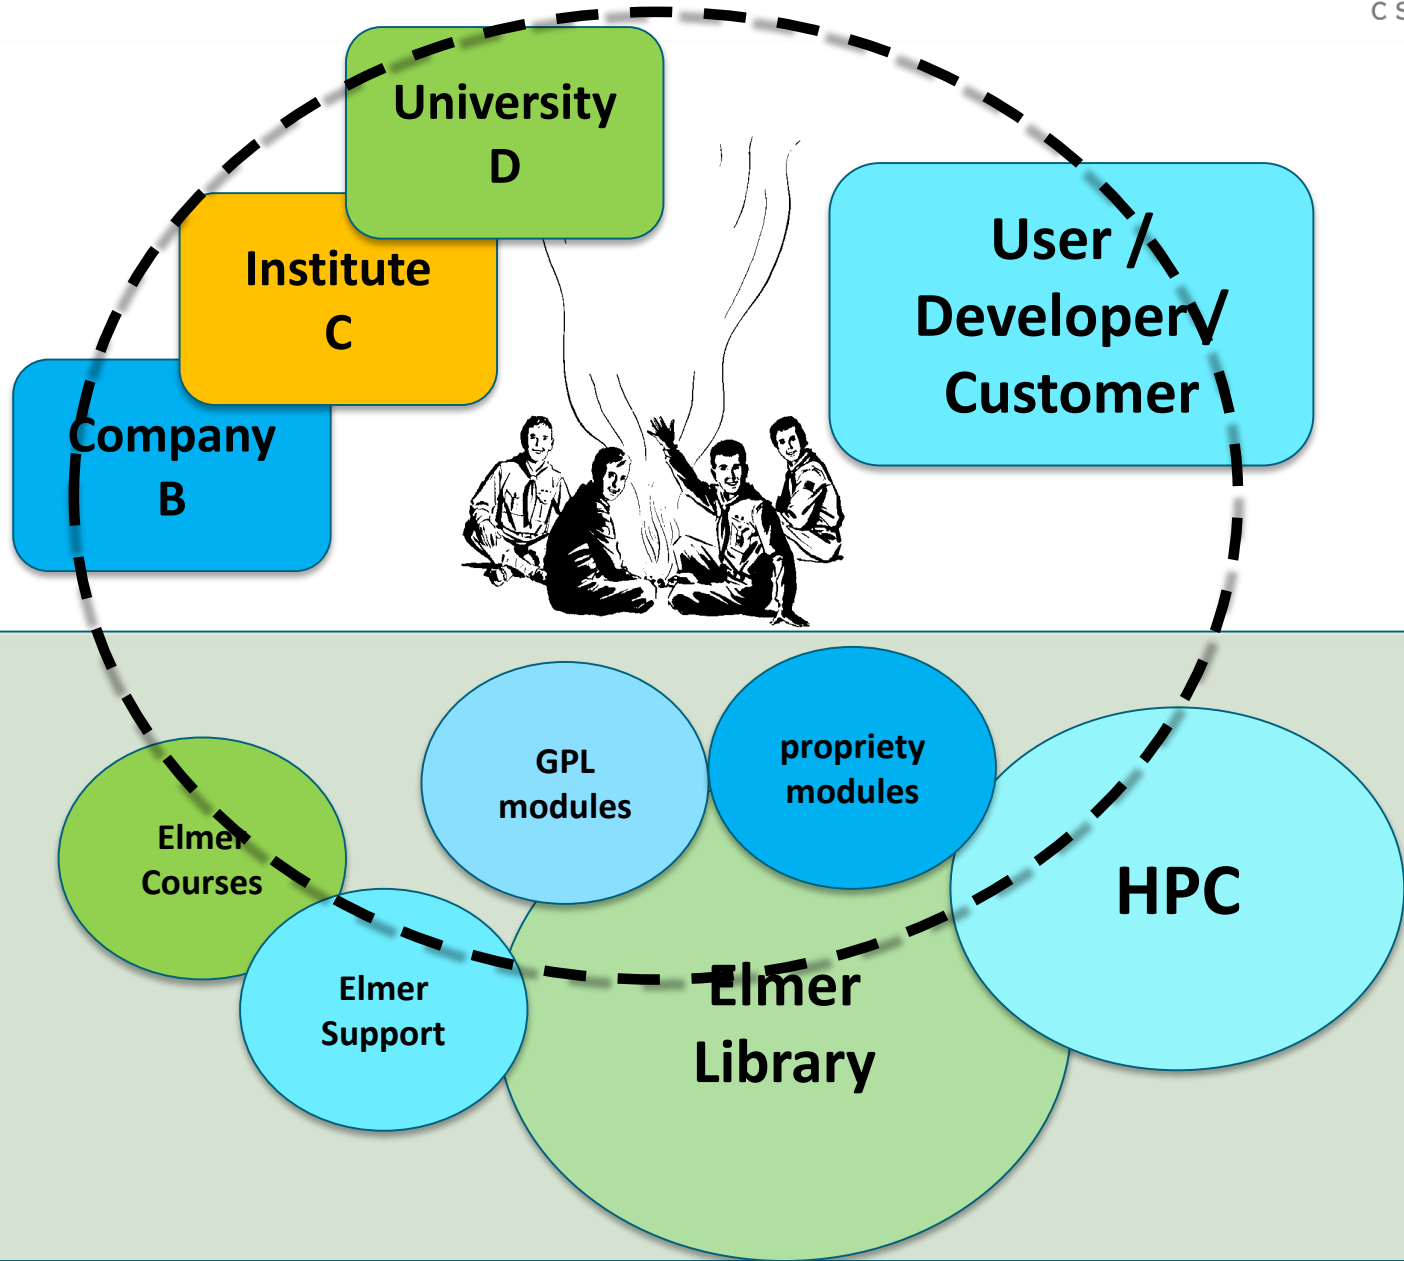 C S
University
D
Institute
C
Company
B
User /
Developer /
Customer
GPL
modules
propriety
modules
Elmer
Courses
HPC
Elmer
Support
Elmer
Library